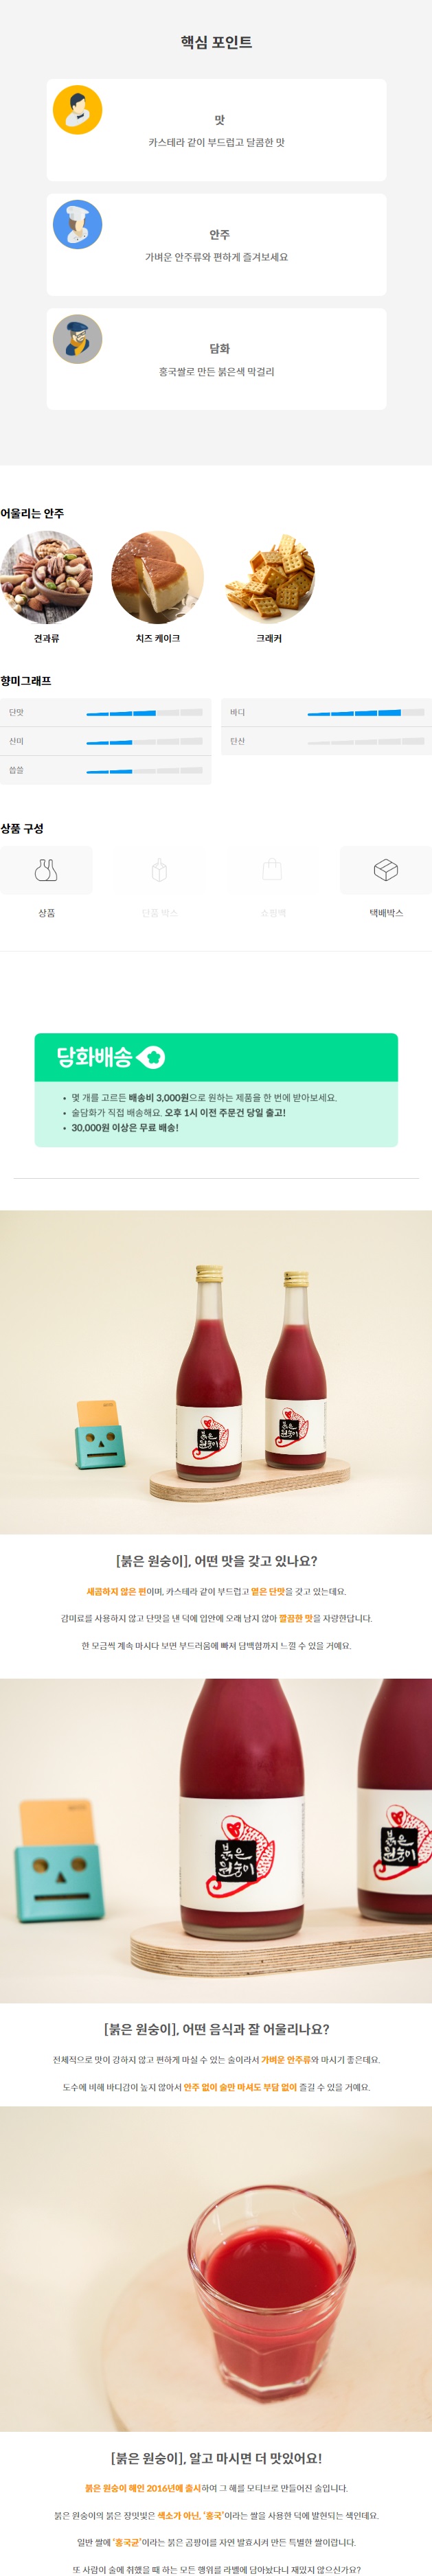 핵심 포인트
맛
카스테라 같이 부드럽고 달콤한 맛
안주
가벼운 안주류와 편하게 즐겨보세요
담화
홍국쌀로 만든 붉은색 막걸리
어울리는 안주
견과류
치즈 케이크
크래커
향미그래프
단맛
바디
산미
탄산
씁쓸
상품 구성
상품
단품 박스
쇼핑백
택배박스
담화배송
• 몇 개를 고르든 배송비 3,000원으로 원하는 제품을 한 번에 받아보세요.
• 술담화가 직접 배송해요. 오후 1시 이전 주문건 당일 출고!
• 30,000원 이상은 무료 배송!
붉은
원숭이
붉은
원숭이
[붉은 원숭이], 어떤 맛을 갖고 있나요?
새콤하지 않은 편이며, 카스테라 같이 부드럽고 옅은 단맛을 갖고 있는데요.
감미료를 사용하지 않고 단맛을 낸 덕에 입안에 오래 남지 않아 깔끔한 맛을 자랑한답니다.
한 모금씩 계속 마시다 보면 부드러움에 빠져 담백함까지 느낄 수 있을 거예요.
붉은
원숭이
붉은
원숭이
[붉은 원숭이], 어떤 음식과 잘 어울리나요?
전체적으로 맛이 강하지 않고 편하게 마실 수 있는 술이라서 가벼운 안주류와 마시기 좋은데요.
도수에 비해 바디감이 높지 않아서 안주 없이 술만 마셔도 부담 없이 즐길 수 있을 거예요.
[붉은 원숭이], 알고 마시면 더 맛있어요!
붉은 원숭이 해인 2016년에 출시하여 그 해를 모티브로 만들어진 술입니다.
붉은 원숭이의 붉은 장밋빛은 색소가 아닌, ‘홍국’이라는 쌀을 사용한 덕에 발현되는 색인데요.
일반 쌀에 ‘홍국균’이라는 붉은 곰팡이를 자연 발효시켜 만든 특별한 쌀이랍니다.
또 사람이 술에 취했을 때 하는 모든 행위를 라벨에 담아놨다니 재밌지 않으신가요?